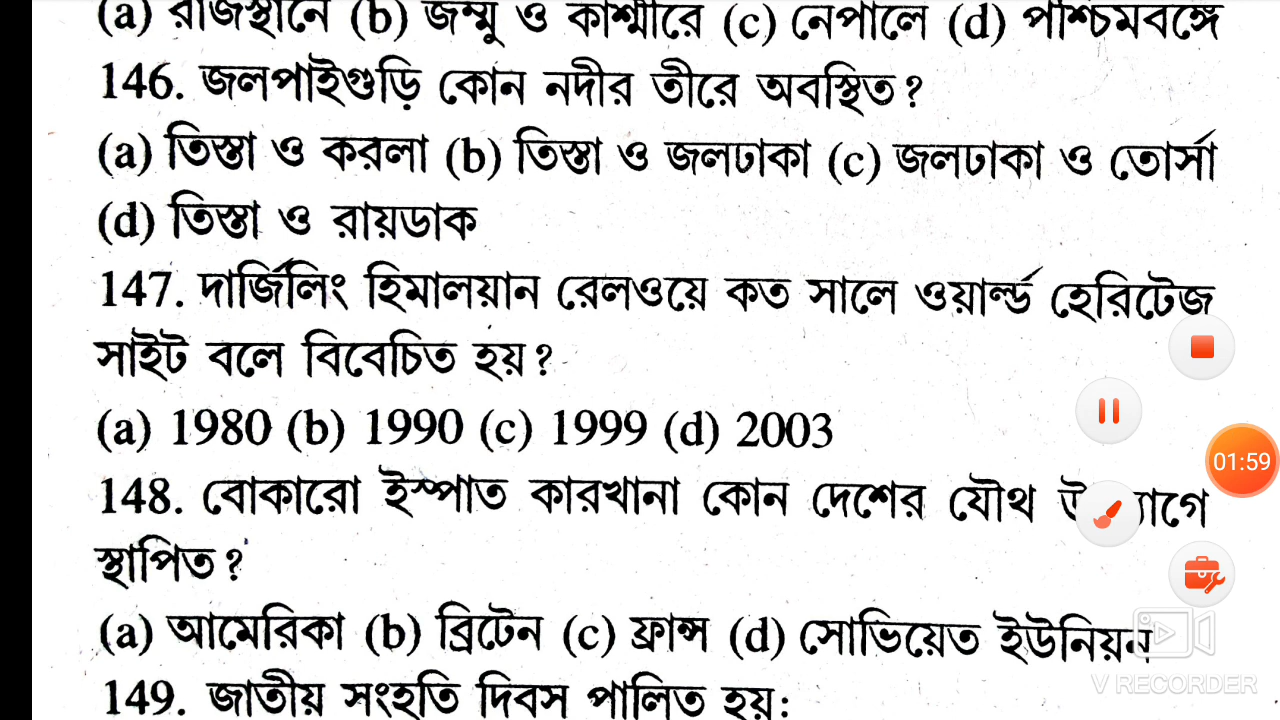 (a) রাজস্থানে (b) জম্মু ও কাশ্মীরে (c) নেপালে (d) পশ্চিমবঙ্গে
146. জলপাইগুড়ি কোন নদীর তীরে অবস্থিত?
(a) তিস্তা ও করলা (b) তিস্তা ও জলঢাকা (c) জলঢাকা ও তোর্সা
(d) তিস্তা ও রায়ডাক
147. দার্জিলিং হিমালয়ান রেলওয়ে কত সালে ওয়ার্ল্ড হেরিটেজ
সাইট বলে বিবেচিত হয়?
(a) 1980 (b) 1990 (c) 1999 (d) 2003
01:59
148. বোকারো ইস্পাত কারখানা কোন দেশের যৌথ
স্থাপিত?
(a) আমেরিকা (b) ব্রিটেন (c) ফ্রান্স (d) সোভিয়েত ইউনিয়ন
V RECORDER
149. জাতীয় সংহতি দিবস পালিত হয়: